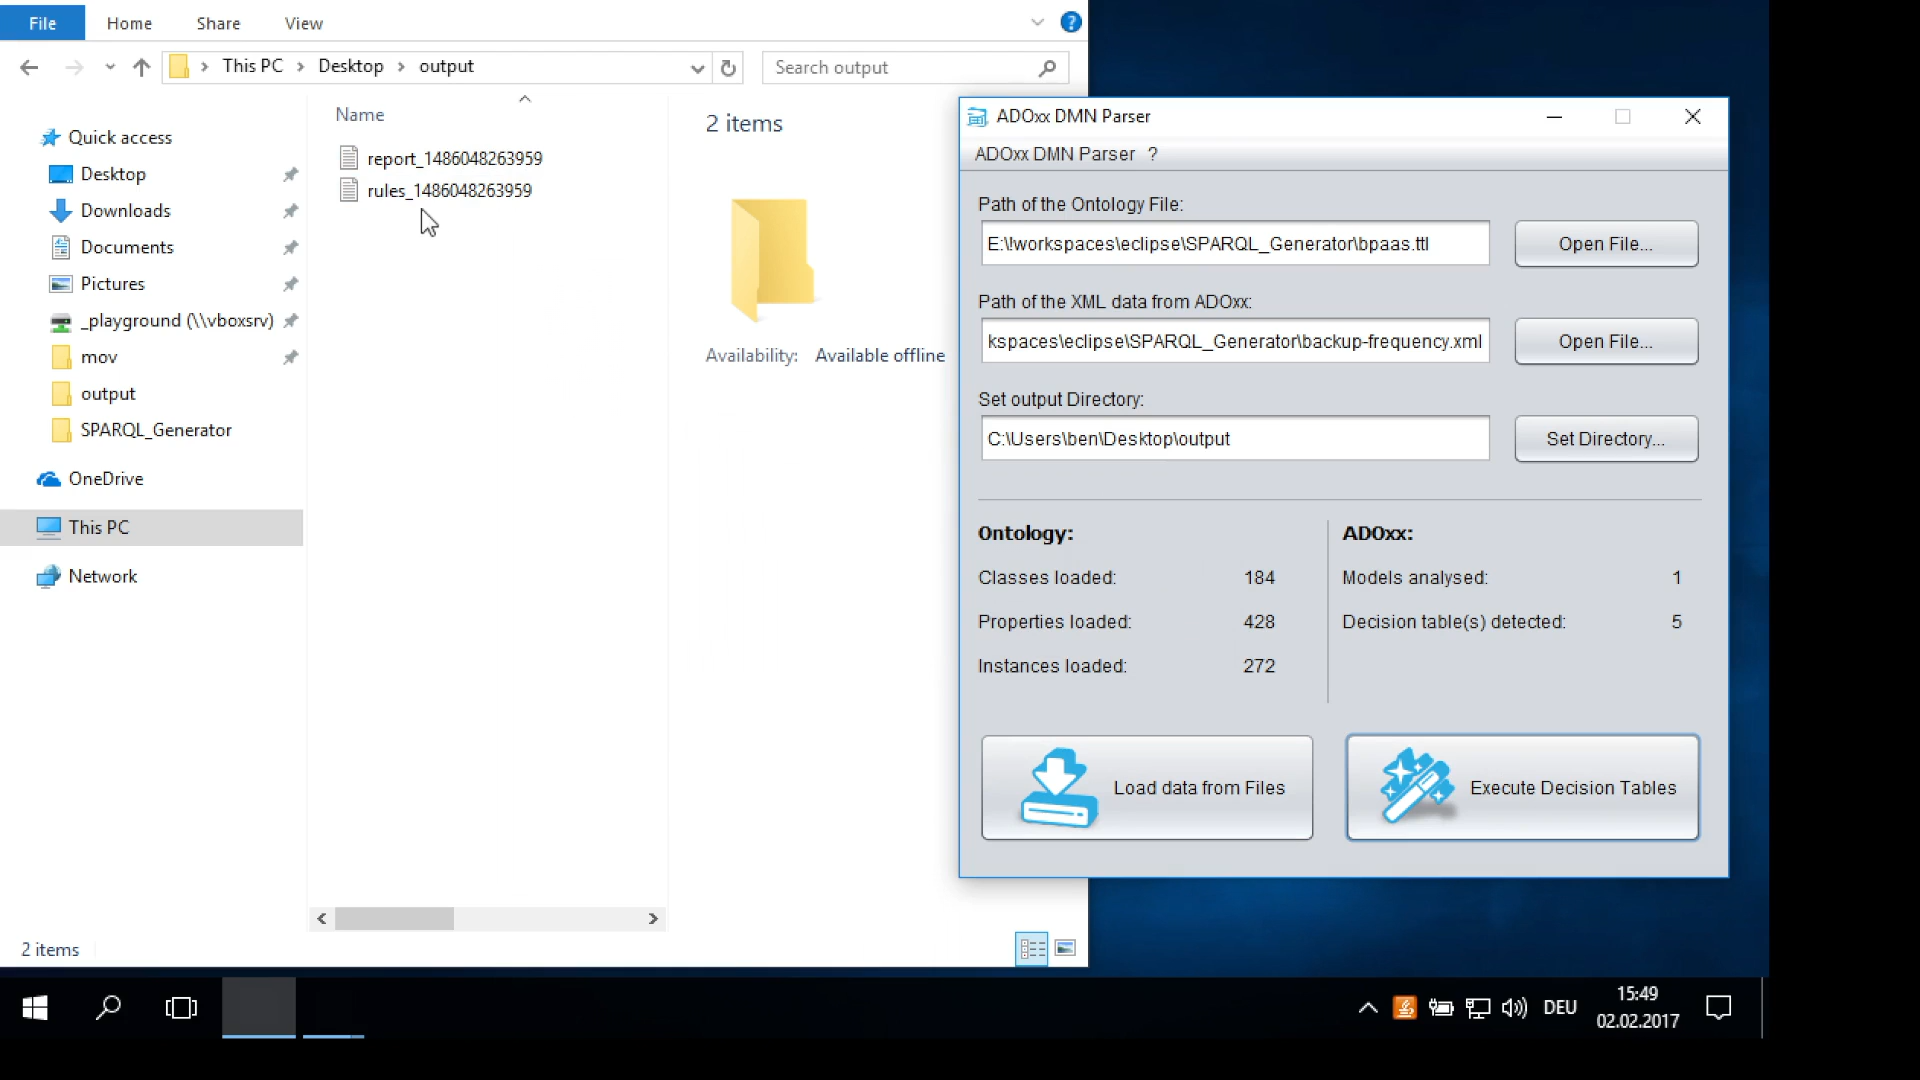 File
Home
Share
View
?
This PC
Desktop
output
Search output
Name
report_1486048263959
rules_1486048263959
Quick access
Desktop
Downloads
Documents
Pictures
_playground (\\vboxsrv)
mov
output
SPARQL_Generator
OneDrive
This PC
Network
2 items
Availability: Available offline
2 items
ADOxx DMN Parser
ADOxx DMN Parser ?
Path of the Ontology File:
E:\!workspaces\eclipse\SPARQL_Generator\bpaas.ttl
Open File...
Path of the XML data from ADOxx:
kspaces\eclipse\SPARQL_Generator\backup-frequency.xml
Open File...
Set output Directory:
C:\Users\ben\Desktop\output
Set Directory...
Ontology:
Classes loaded: 184
Properties loaded: 428
Instances loaded: 272
ADOxx:
Models analysed: 1
Decision table(s) detected: 5
Load data from Files
Execute Decision Tables
DEU
15:49
02.02.2017